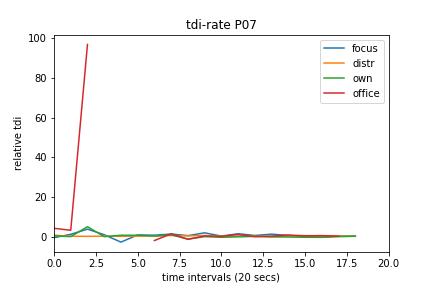 tdi-rate P07
100
80
60
40
20
0
relative tdi
focus
distr
own
office
0.0 2.5 5.0 7.5 10.0 12.5 15.0 17.5 20.0
time intervals (20 secs)